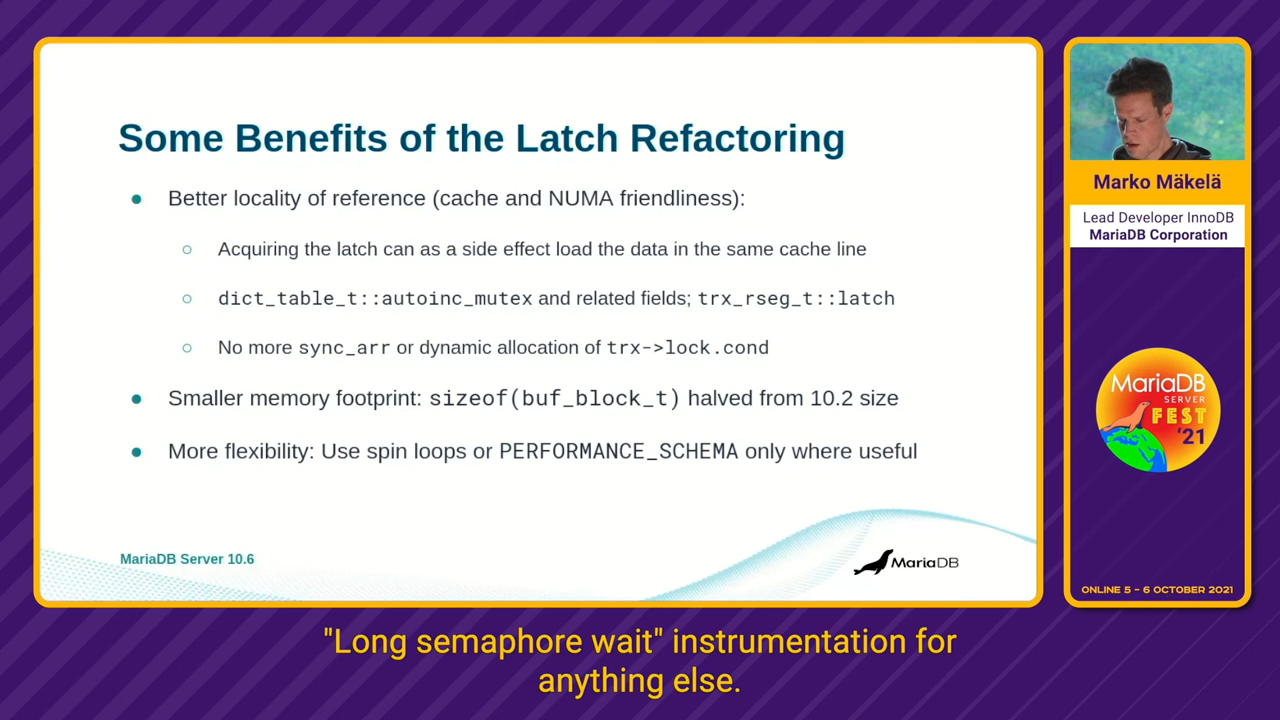 Some Benefits of the Latch Refactoring
Better locality of reference (cache and NUMA friendliness):
Acquiring the latch can as a side effect load the data in the same cache line
dict_table_t::autoinc_mutex and related fields; trx_rseg_t::latch
No more sync_arr or dynamic allocation of trx->lock.cond
Smaller memory footprint: sizeof(buf_block_t) halved from 10.2 size
More flexibility: Use spin loops or PERFORMANCE_SCHEMA only where useful
MariaDB Server 10.6
MariaDB
Marko Mäkelä
Lead Developer InnoDB
MariaDB Corporation
MariaDB
SERVER
FEST
'21
ONLINE 5 - 6 OCTOBER 2021
"Long semaphore wait" instrumentation for
anything else.